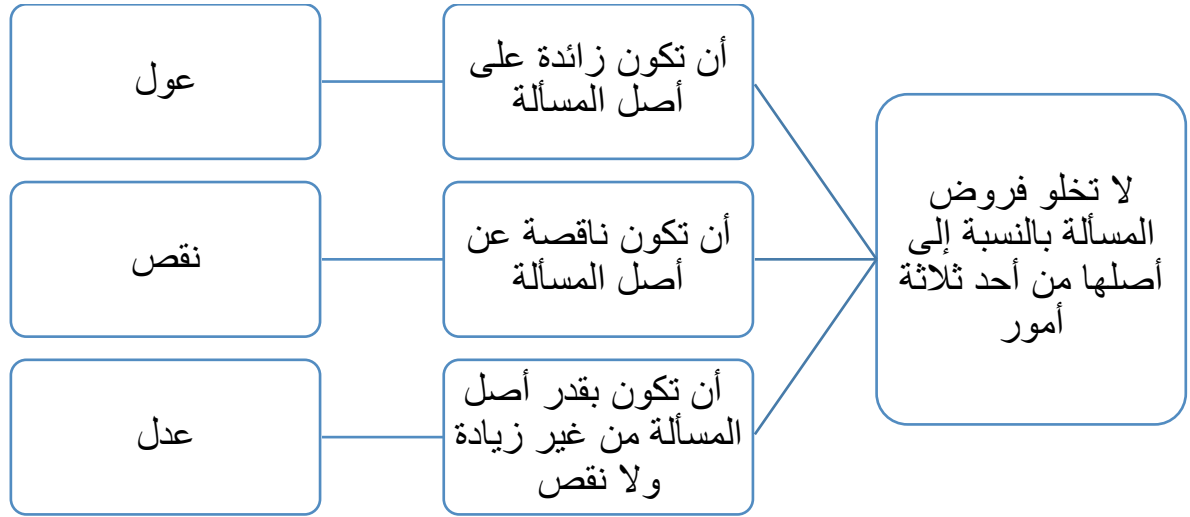 لا تخلو فروض
المسألة بالنسبة إلى
أصلها من أحد ثلاثة
أمور
أن تكون زائدة على
أصل المسألة
عول
أن تكون ناقصة عن
أصل المسألة
نقص
أن تكون بقدر أصل
المسألة من غير زيادة
ولا نقص
عدل